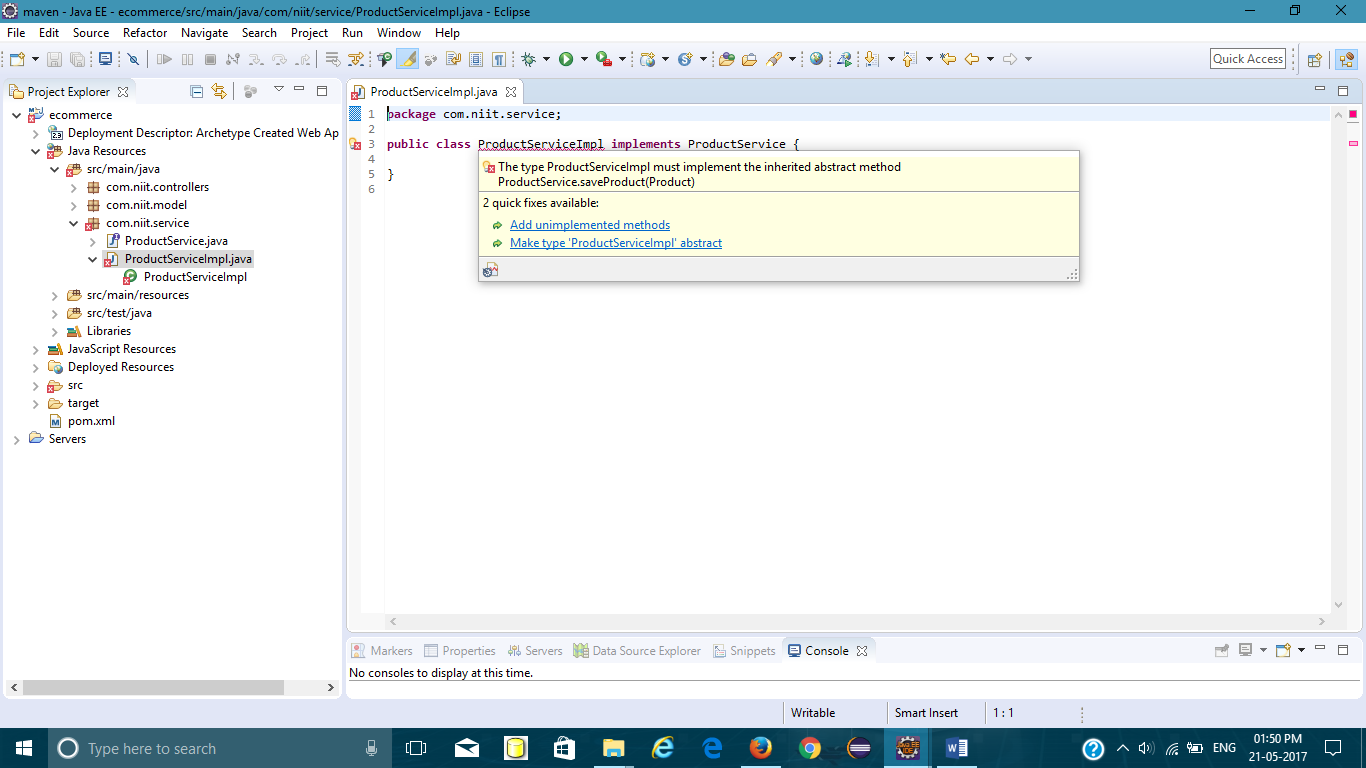 maven - Java EE - ecommerce/src/main/java/com/niit/service/ProductServiceImpl.java - Eclipse
File Edit Source Refactor Navigate Search Project Run Window Help
Quick Access
Project Explorer
ecommerce
Deployment Descriptor: Archetype Created Web Ap
Java Resources
src/main/java
com.niit.controllers
com.niit.model
com.niit.service
ProductService.java
ProductServiceImpl.java
ProductServiceImpl
src/main/resources
src/test/java
Libraries
JavaScript Resources
Deployed Resources
src
target
pom.xml
Servers
ProductServiceImpl.java
1 package com.niit.service;
2
3 public class ProductServiceImpl implements ProductService {
4
5 }
6
The type ProductServiceImpl must implement the inherited abstract method
ProductService.saveProduct(Product)
2 quick fixes available:
Add unimplemented methods
Make type 'ProductServiceImpl' abstract
Markers Properties Servers Data Source Explorer Snippets Console
No consoles to display at this time.
Writable Smart Insert 1 : 1
Type here to search
ENG
01:50 PM
21-05-2017